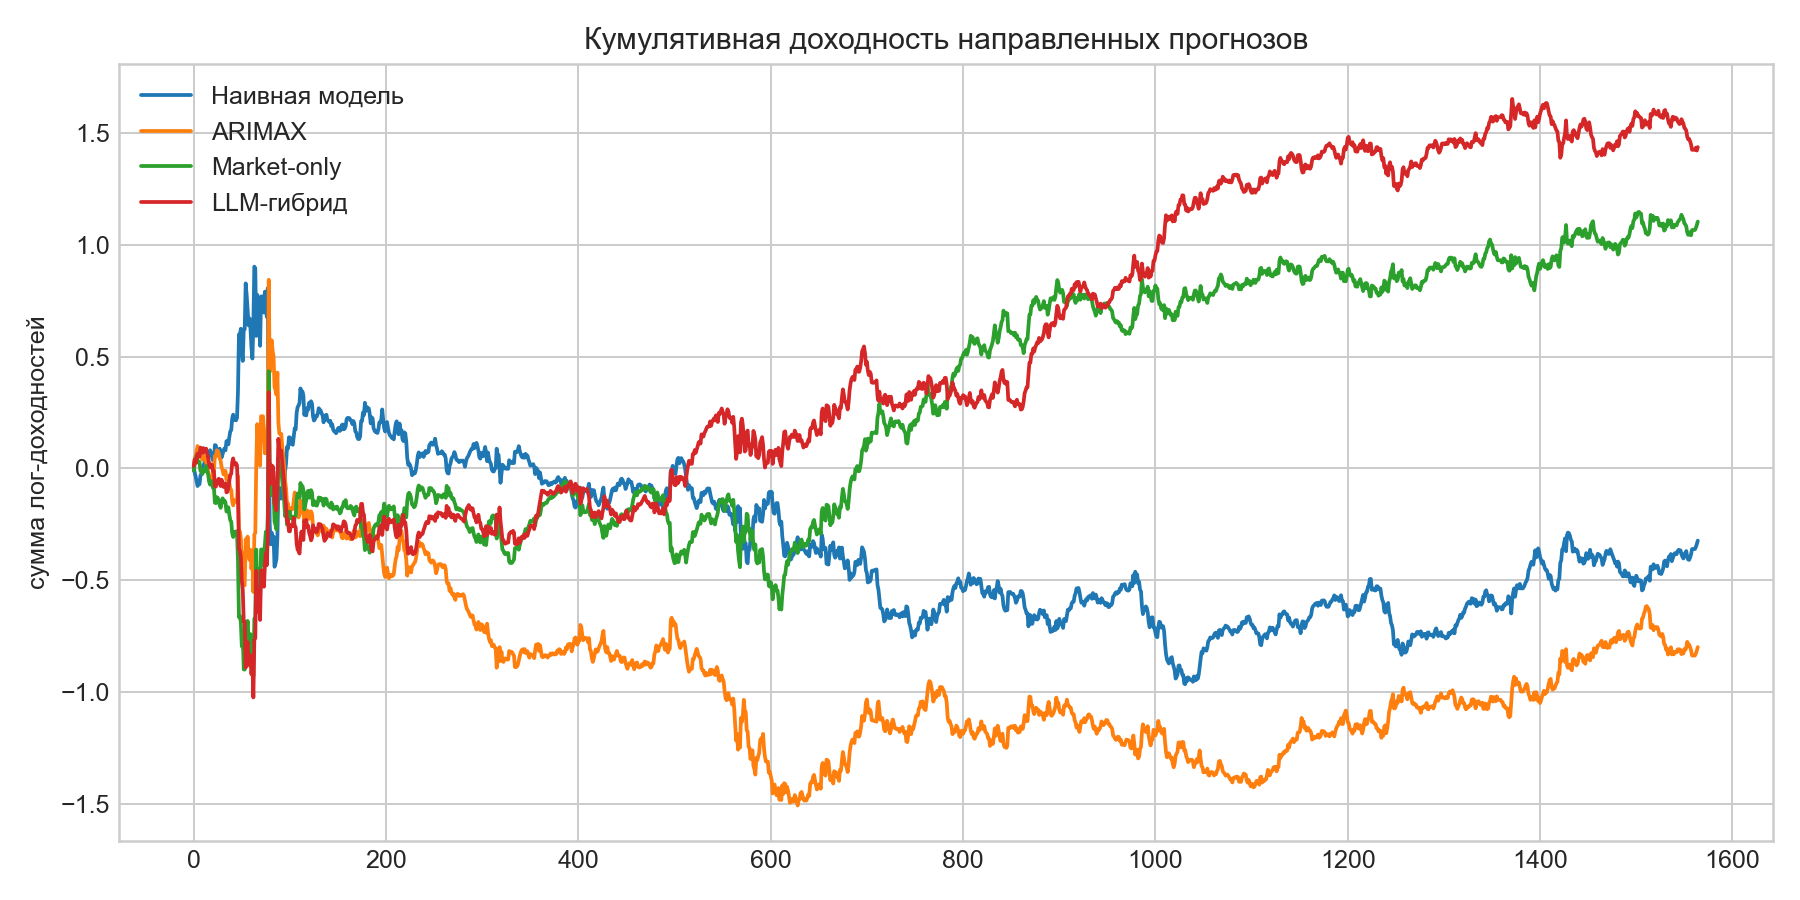 Кумулятивная доходность направленных прогнозов
Наивная модель
ARIMAX
Market-only
LLM-гибрид
сумма лог-доходностей
1.5
1.0
0.5
0.0
−0.5
−1.0
−1.5
0 200 400 600 800 1000 1200 1400 1600